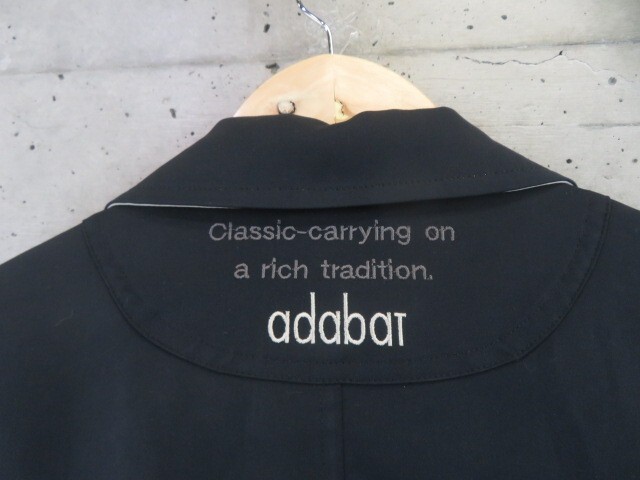 Classic-carrying on
a rich tradition.
adabat